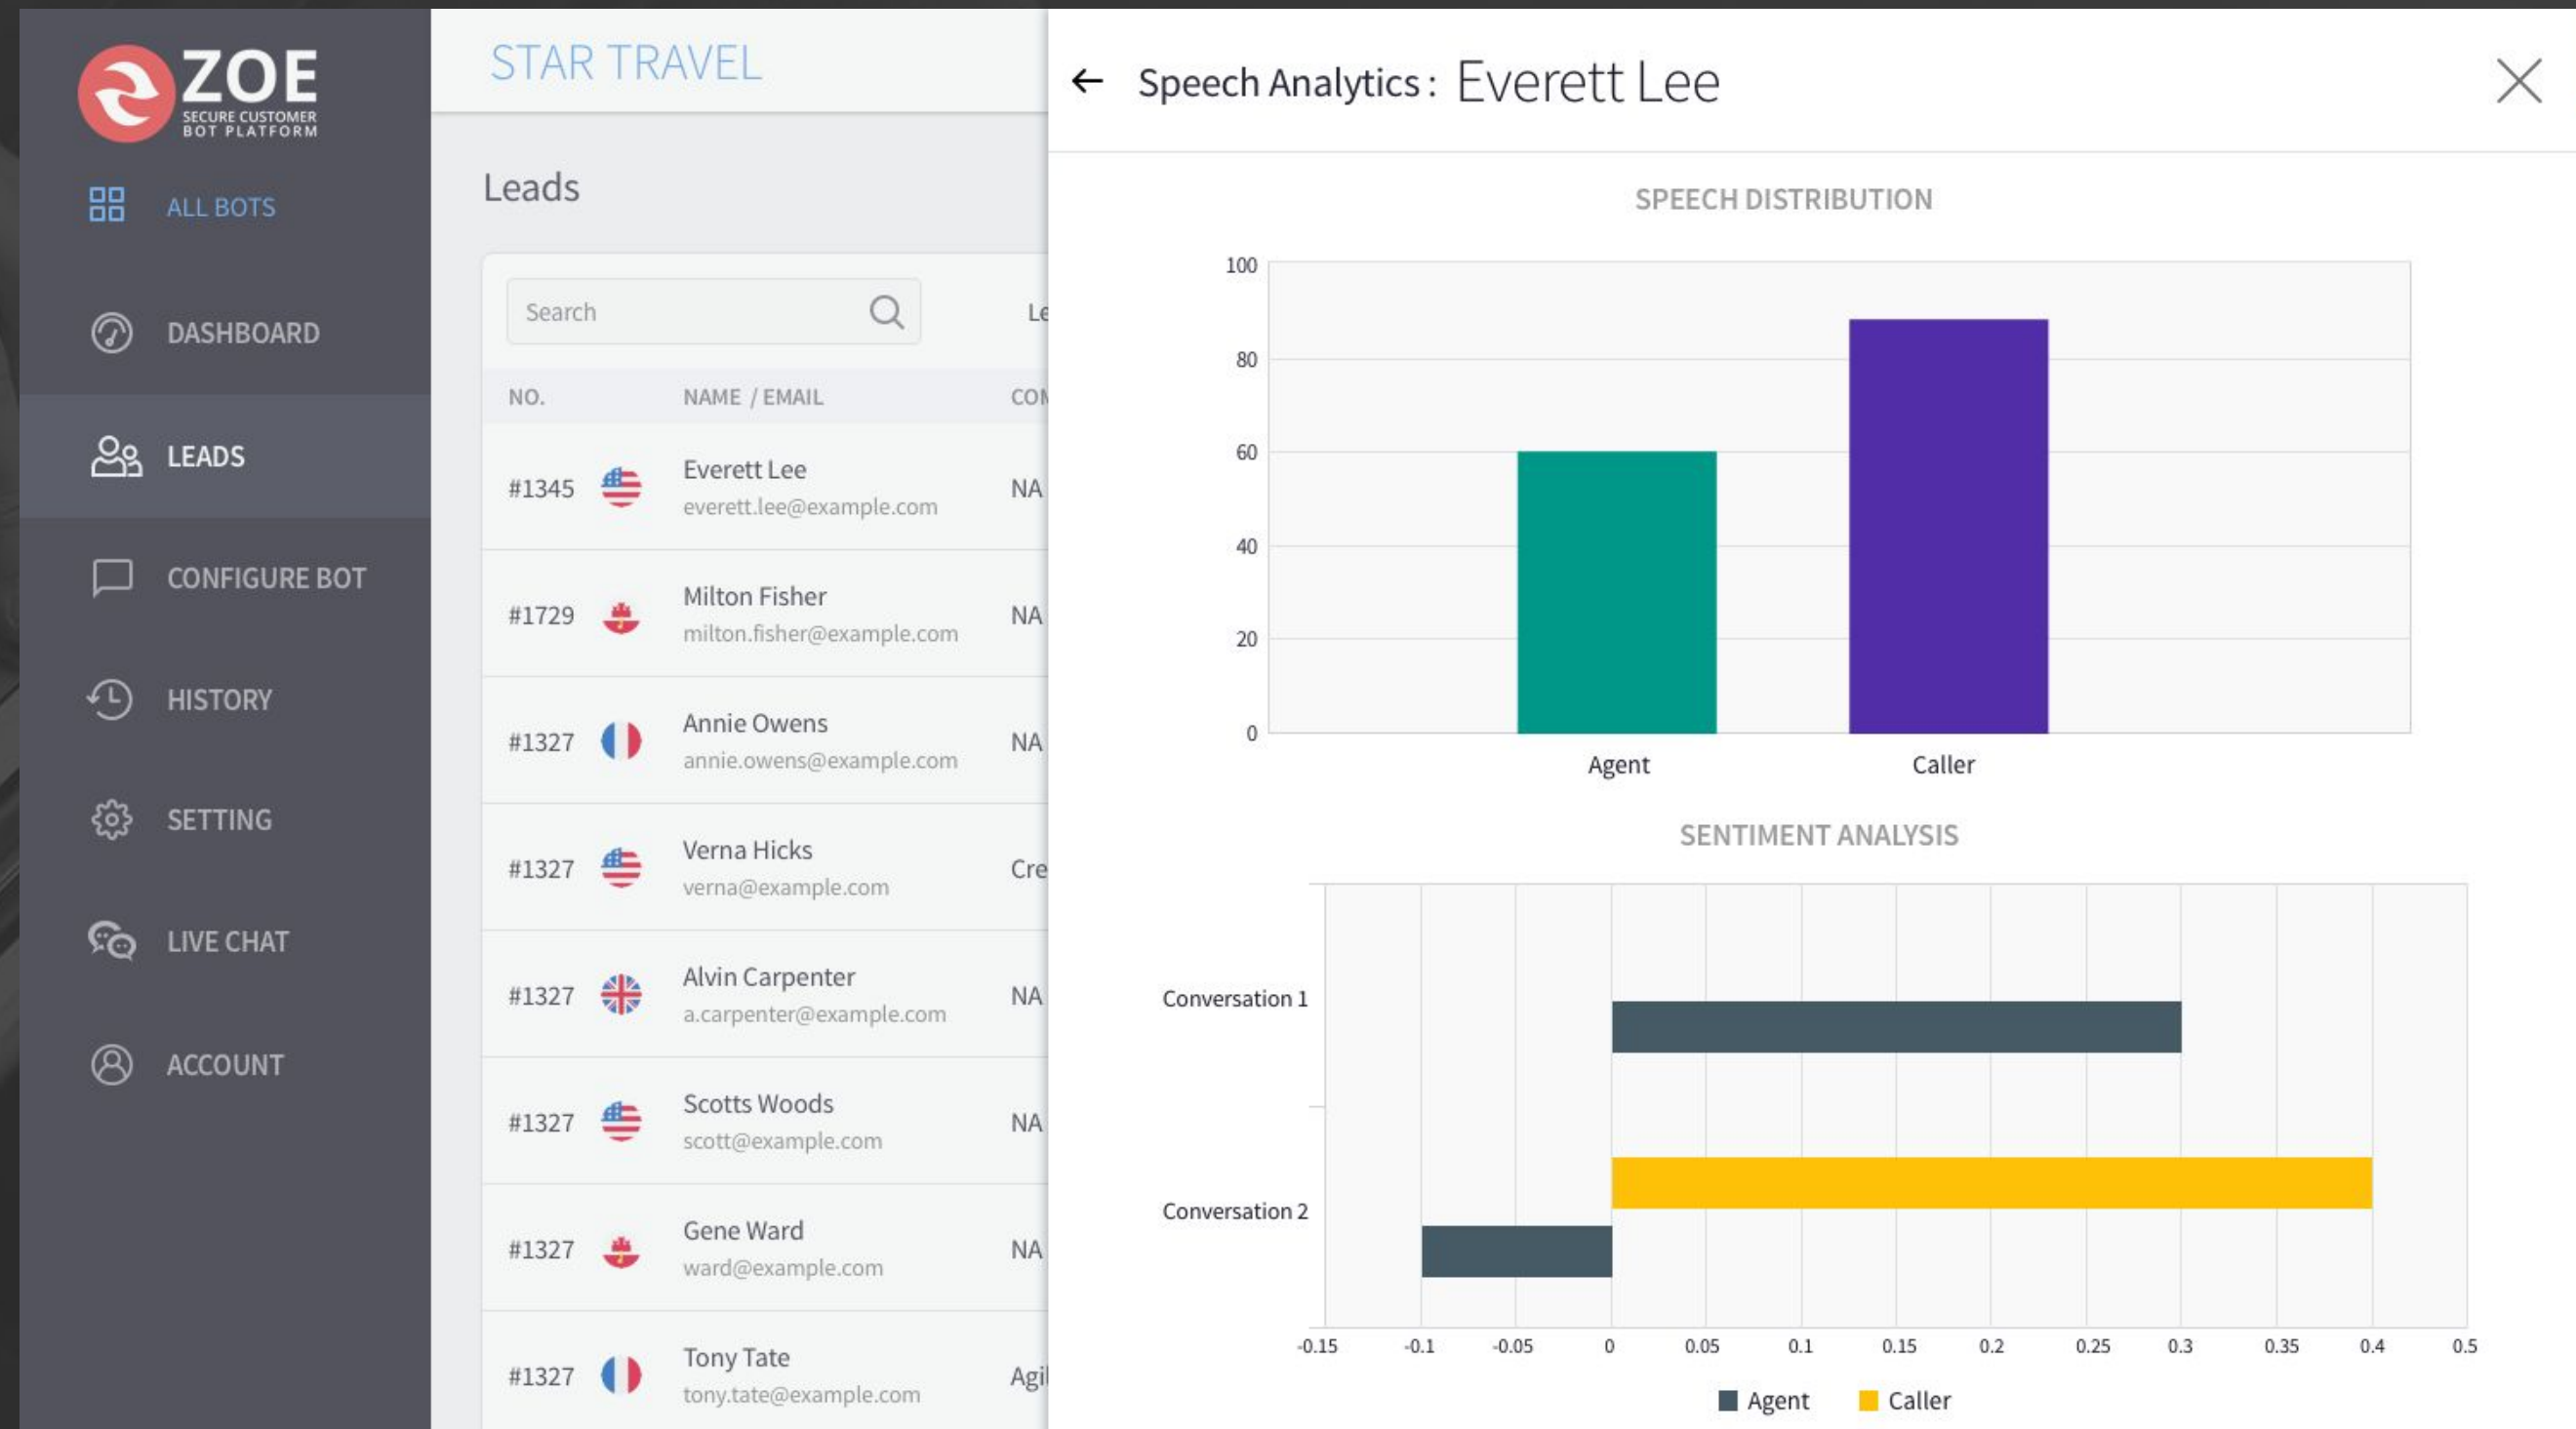 ZOE
SECURE CUSTOMER
BOT PLATFORM
ALL BOTS
DASHBOARD
LEADS
CONFIGURE BOT
HISTORY
SETTING
LIVE CHAT
ACCOUNT
STAR TRAVEL
Leads
Search
Le
NO. NAME / EMAIL COM
#1345 Everett Lee NA
everett.lee@example.com
#1729 Milton Fisher NA
milton.fisher@example.com
#1327 Annie Owens NA
annie.owens@example.com
#1327 Verna Hicks Cre
verna@example.com
#1327 Alvin Carpenter NA
a.carpenter@example.com
#1327 Scotts Woods NA
scott@example.com
#1327 Gene Ward NA
ward@example.com
#1327 Tony Tate Agil
tony.tate@example.com
Speech Analytics : Everett Lee
SPEECH DISTRIBUTION
100
80
60
40
20
0
Agent Caller
SENTIMENT ANALYSIS
Conversation 1
Conversation 2
-0.15 -0.1 -0.05 0 0.05 0.1 0.15 0.2 0.25 0.3 0.35 0.4 0.5
Agent Caller